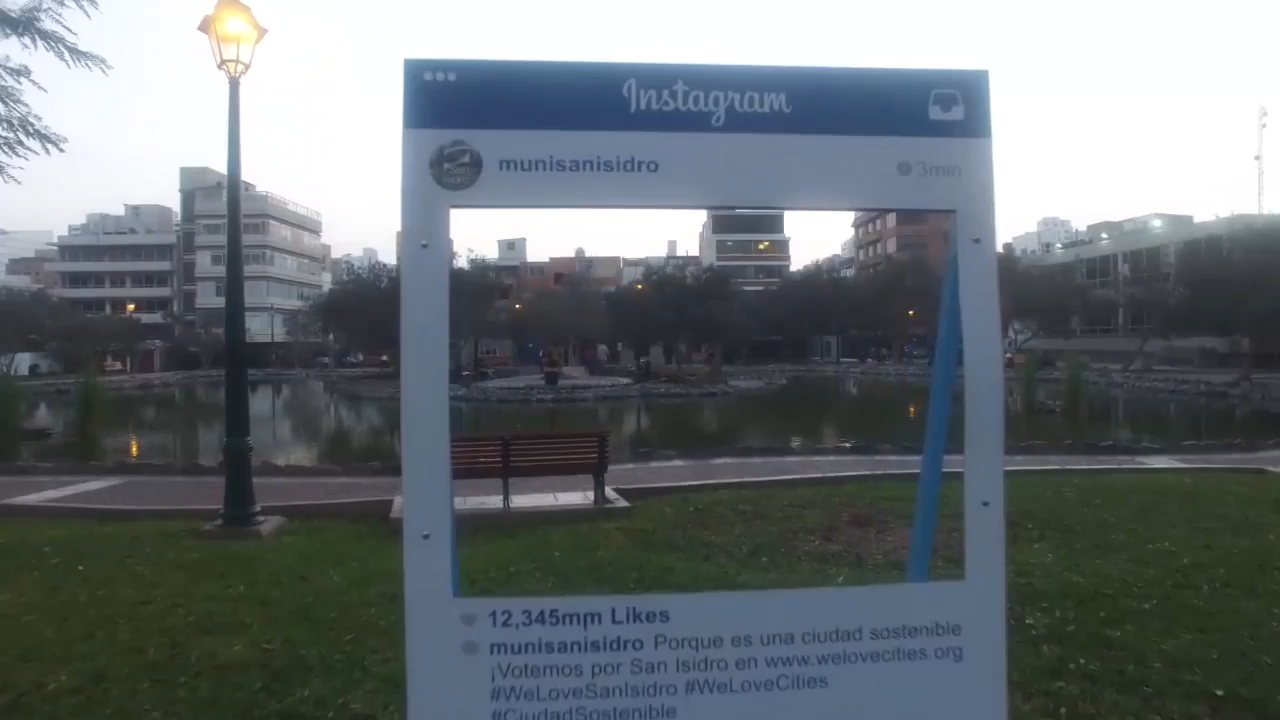 Instagram
munisanisidro
3min
12,345mm Likes
munisanisidro Porque es una ciudad sostenible
¡Votemos por San Isidro en www.welovecities.org
#WeLoveSanIsidro #WeLoveCities
#CiudadSostenible